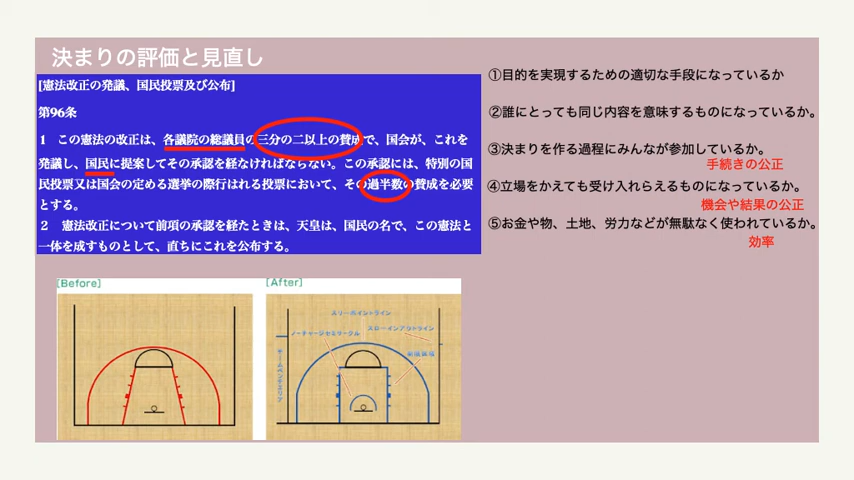 決まりの評価と見直し
[憲法改正の発議、国民投票及び公布]
第96条
1　この憲法の改正は、各議院の総議員の三分の二以上の賛成で、国会が、これを
発議し、国民に提案してその承認を経なければならない。この承認には、特別の国
民投票又は国会の定める選挙の際行はれる投票において、その過半数の賛成を必要
とする。
2　憲法改正について前項の承認を経たときは、天皇は、国民の名で、この憲法と
一体を成すものとして、直ちにこれを公布する。
①目的を実現するための適切な手段になっているか
②誰にとっても同じ内容を意味するものになっているか。
③決まりを作る過程にみんなが参加しているか。
手続きの公正
④立場をかえても受け入れらえるものになっているか。
機会や結果の公正
⑤お金や物、土地、労力などが無駄なく使われているか。
効率
[Before]
[After]
スリーポイントライン
ノーチャージセミサークル
スローインアウトライン
制限区域